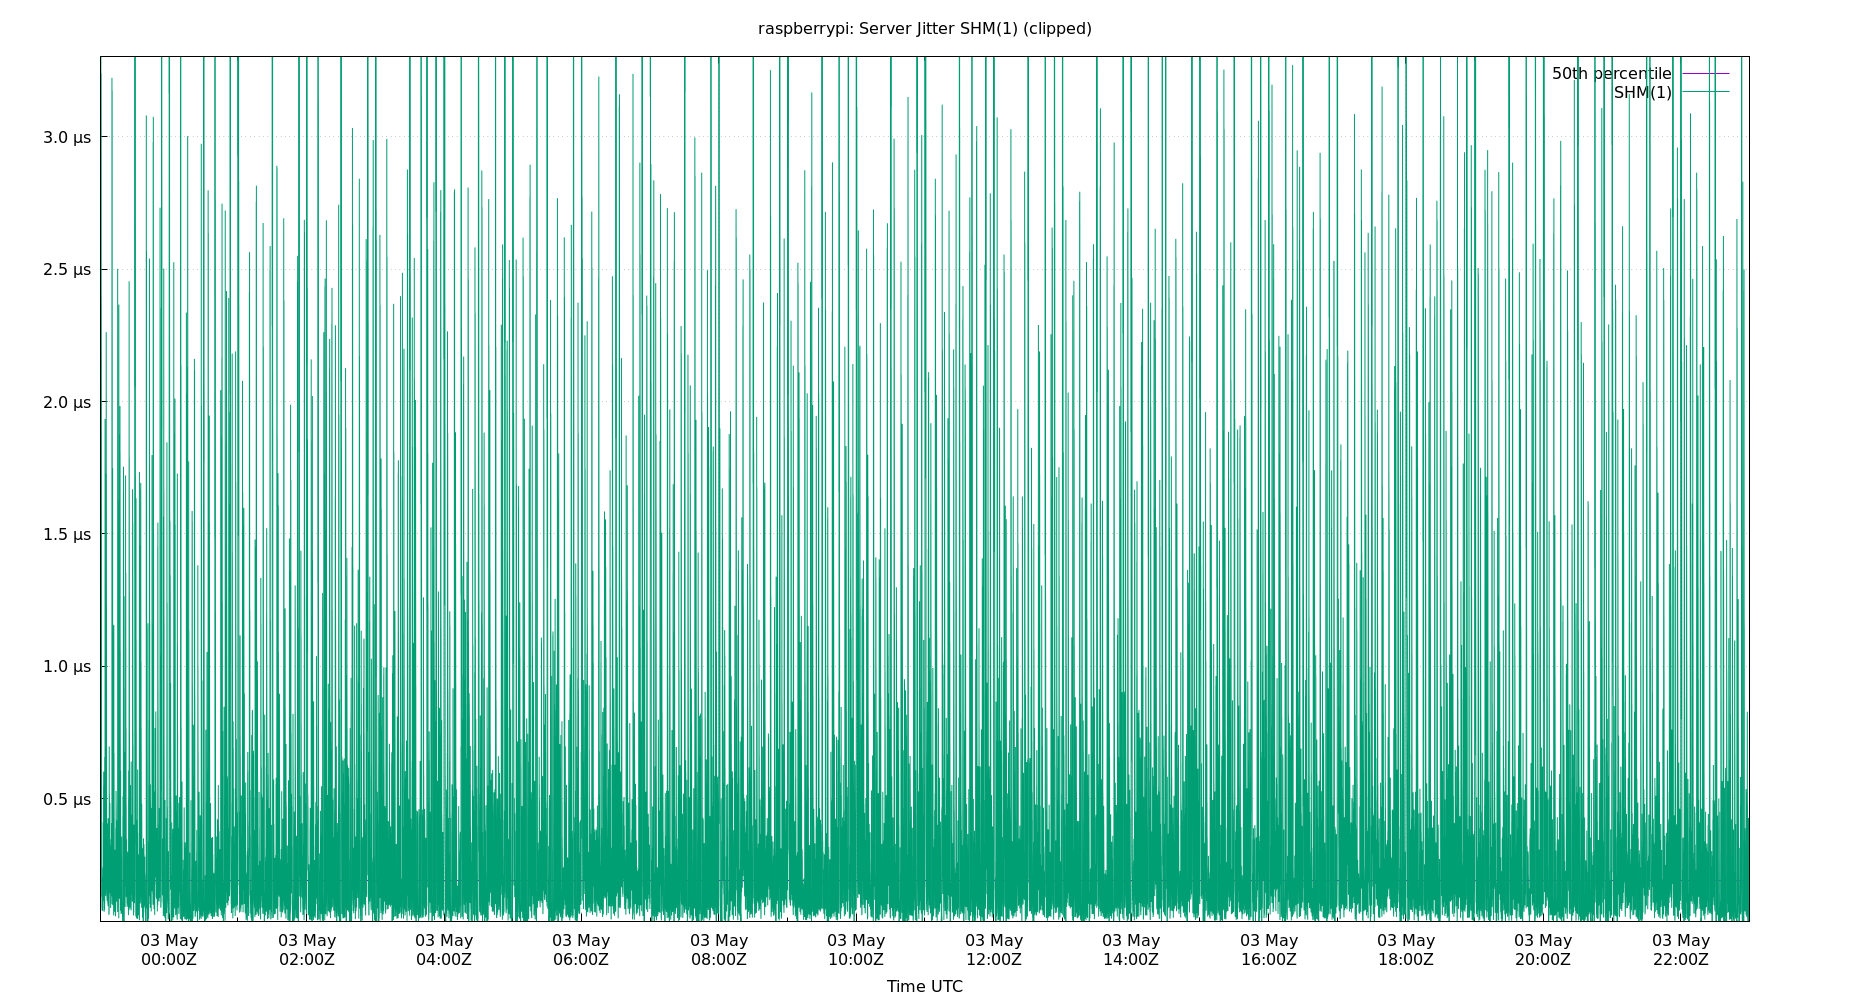 raspberrypi: Server Jitter SHM(1) (clipped)
50th percentile
SHM(1)
3.0 µs
2.5 µs
2.0 µs
1.5 µs
1.0 µs
0.5 µs
03 May 03 May 03 May 03 May 03 May 03 May 03 May 03 May 03 May 03 May 03 May 03 May
00:00Z 02:00Z 04:00Z 06:00Z 08:00Z 10:00Z 12:00Z 14:00Z 16:00Z 18:00Z 20:00Z 22:00Z
Time UTC